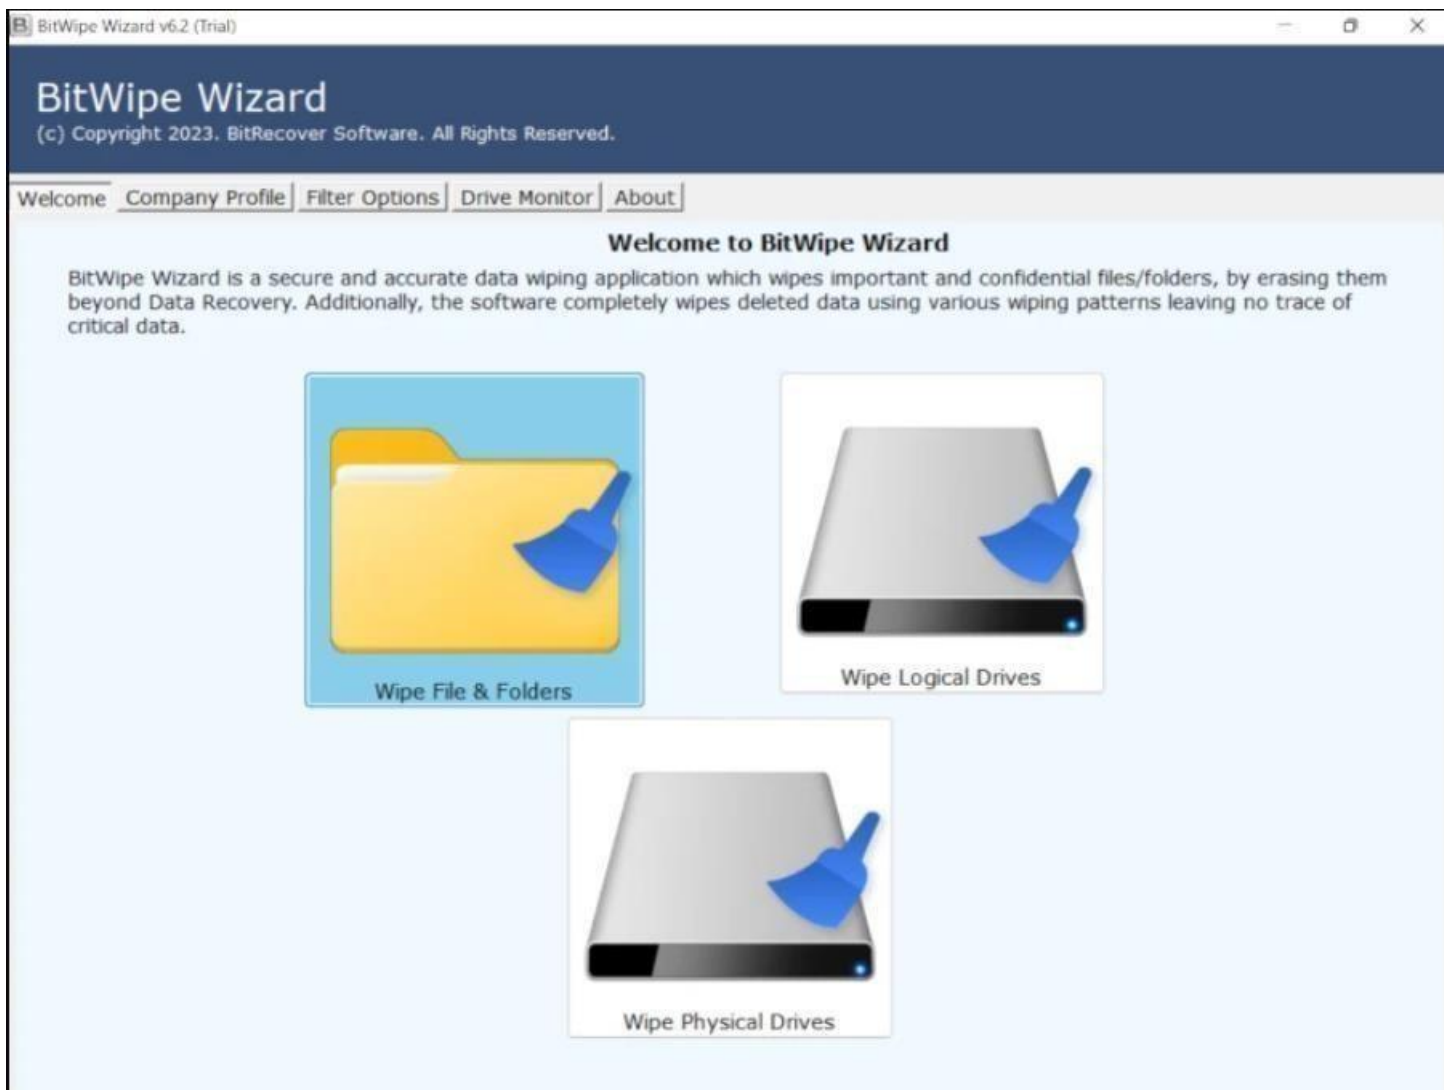 BitWipe Wizard v6.2 (Trial)
BitWipe Wizard
(c) Copyright 2023. BitRecover Software. All Rights Reserved.
Welcome Company Profile Filter Options Drive Monitor About
Welcome to BitWipe Wizard
BitWipe Wizard is a secure and accurate data wiping application which wipes important and confidential files/folders, by erasing them
beyond Data Recovery. Additionally, the software completely wipes deleted data using various wiping patterns leaving no trace of
critical data.
Wipe File & Folders
Wipe Logical Drives
Wipe Physical Drives